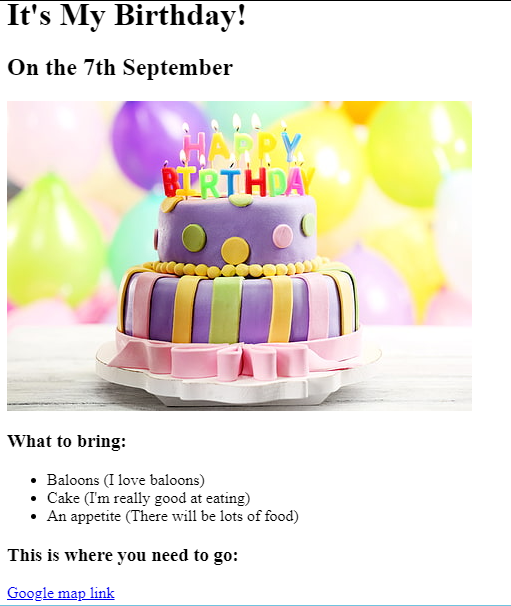 It's My Birthday!
On the 7th September
HAPPY
BIRTHDAY
What to bring:
Baloons (I love baloons)
Cake (I'm really good at eating)
An appetite (There will be lots of food)
This is where you need to go:
Google map link